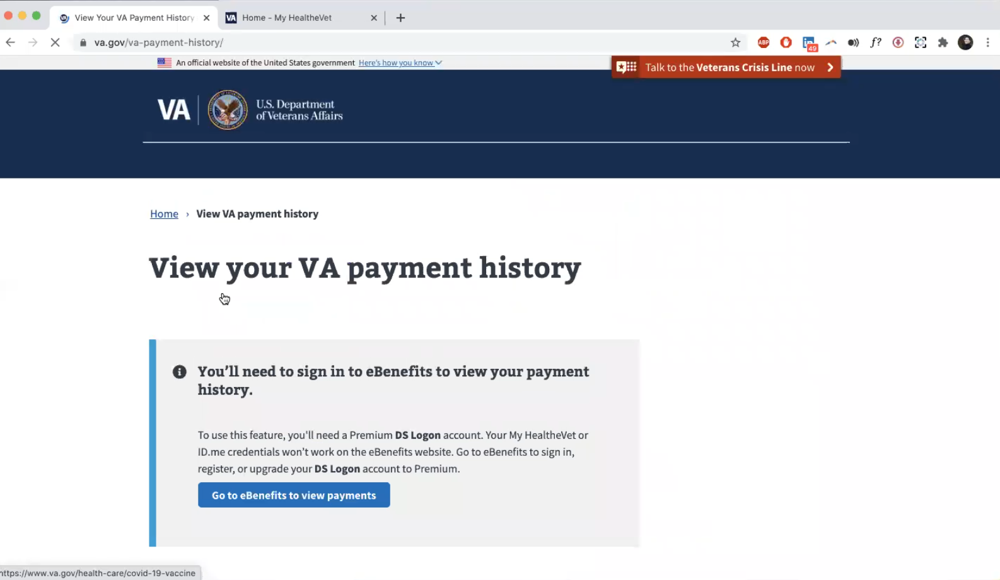 View Your VA Payment History
VA Home - My HealtheVet
va.gov/va-payment-history/
ABP
in
49
f?
An official website of the United States government Here's how you know
Talk to the Veterans Crisis Line now
VA
U.S. Department
of Veterans Affairs
Home › View VA payment history
View your VA payment history
You’ll need to sign in to eBenefits to view your payment
history.
To use this feature, you'll need a Premium DS Logon account. Your My HealtheVet or
ID.me credentials won’t work on the eBenefits website. Go to eBenefits to sign in,
register, or upgrade your DS Logon account to Premium.
Go to eBenefits to view payments
https://www.va.gov/health-care/covid-19-vaccine